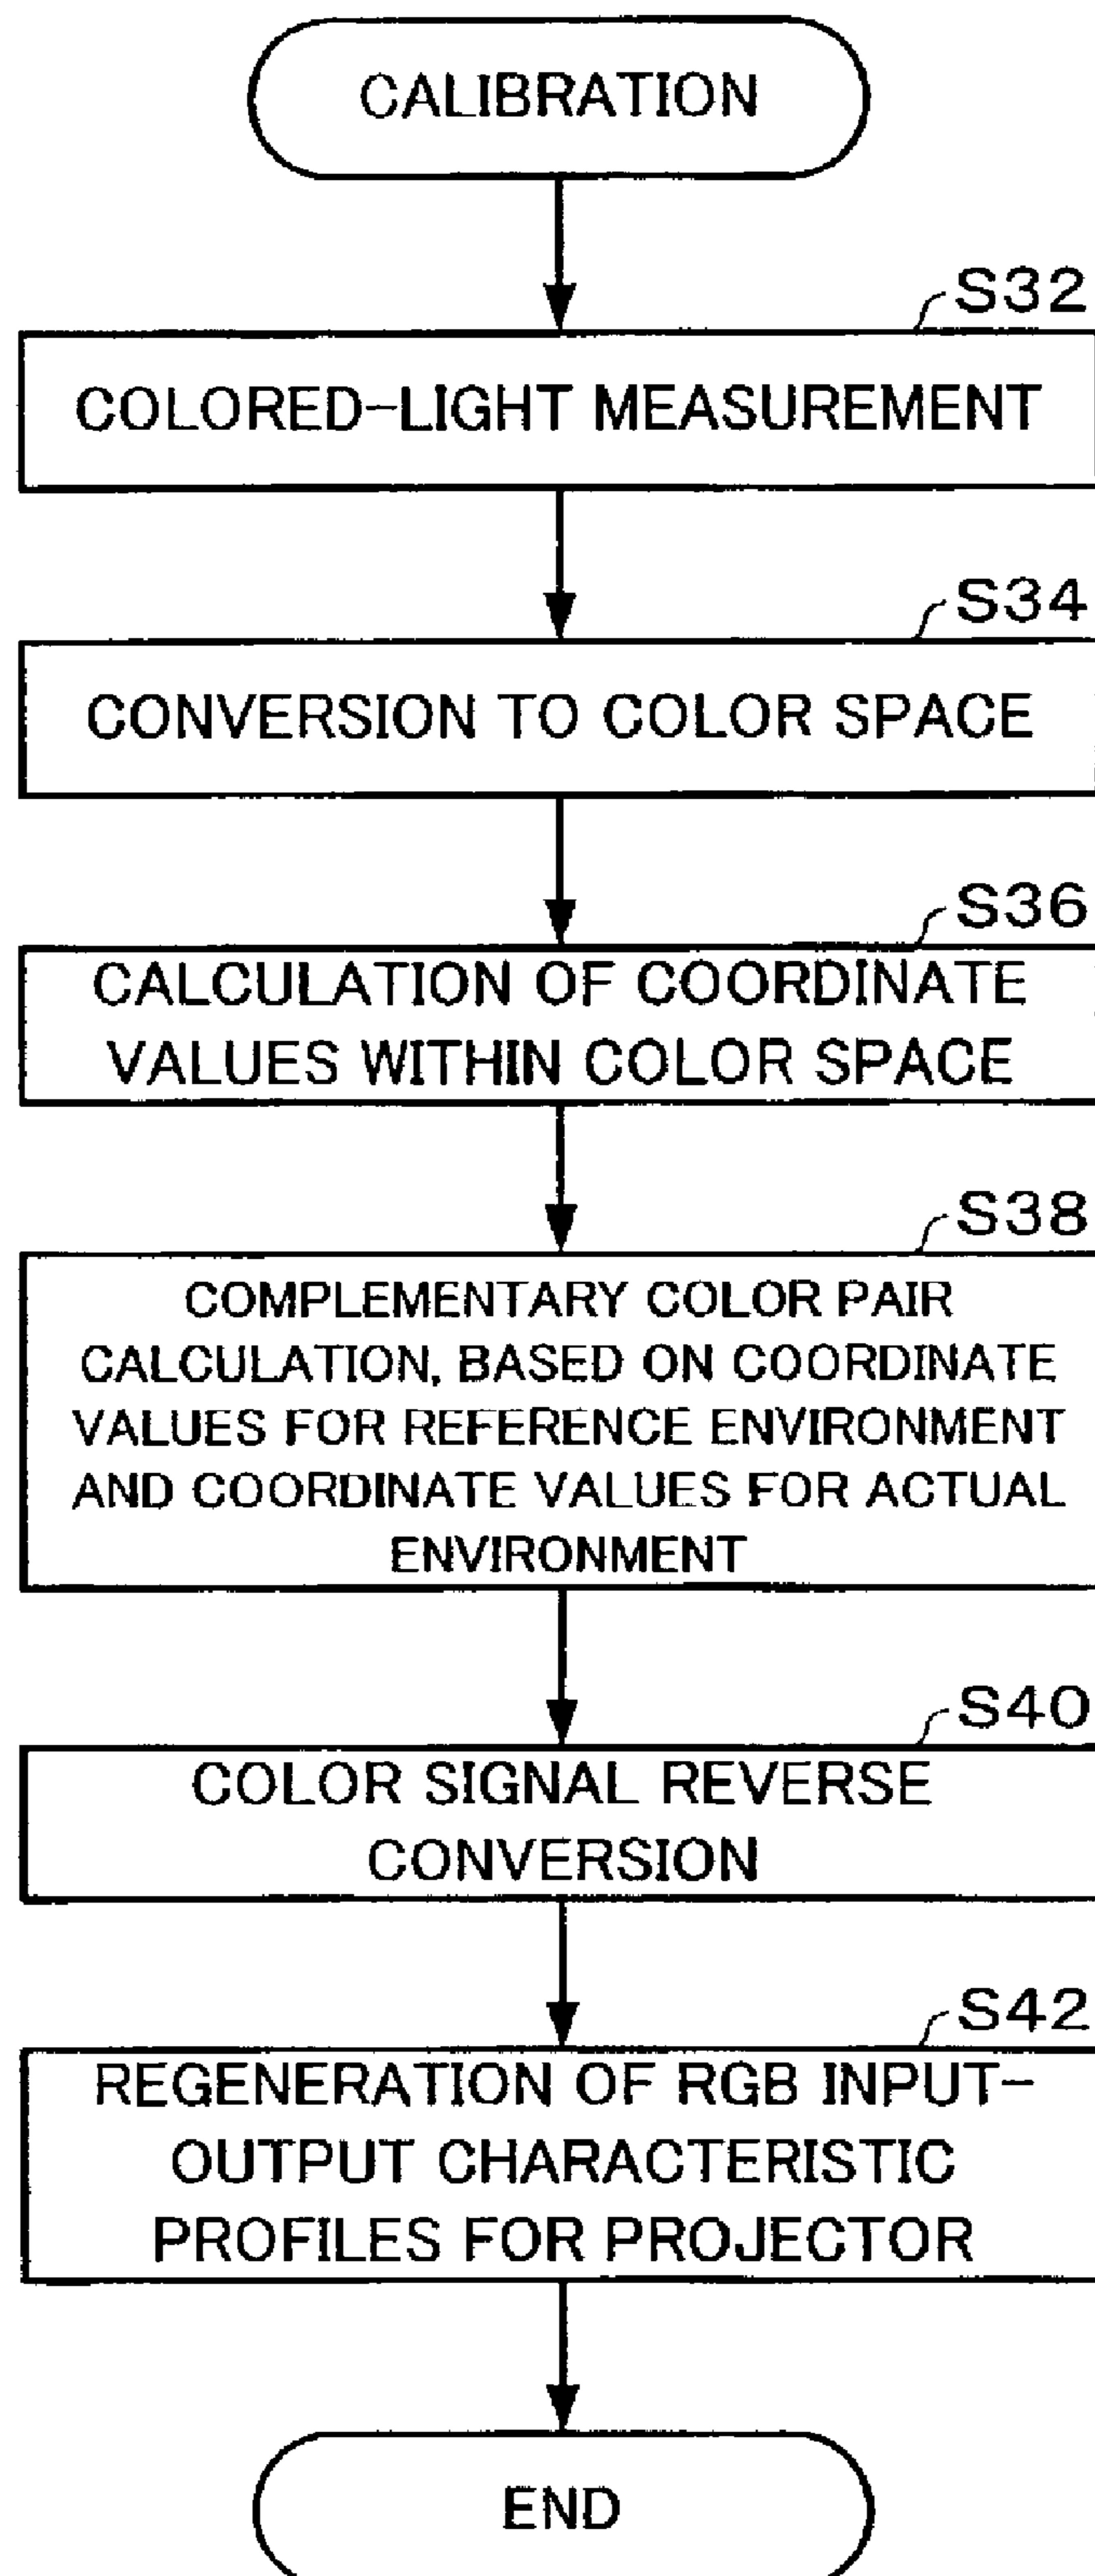 CALIBRATION
S32
COLORED-LIGHT MEASUREMENT
S34
CONVERSION TO COLOR SPACE
S36
CALCULATION OF COORDINATE
VALUES WITHIN COLOR SPACE
S38
COMPLEMENTARY COLOR PAIR
CALCULATION, BASED ON COORDINATE
VALUES FOR REFERENCE ENVIRONMENT
AND COORDINATE VALUES FOR ACTUAL
ENVIRONMENT
S40
COLOR SIGNAL REVERSE
CONVERSION
S42
REGENERATION OF RGB INPUT-
OUTPUT CHARACTERISTIC
PROFILES FOR PROJECTOR
END